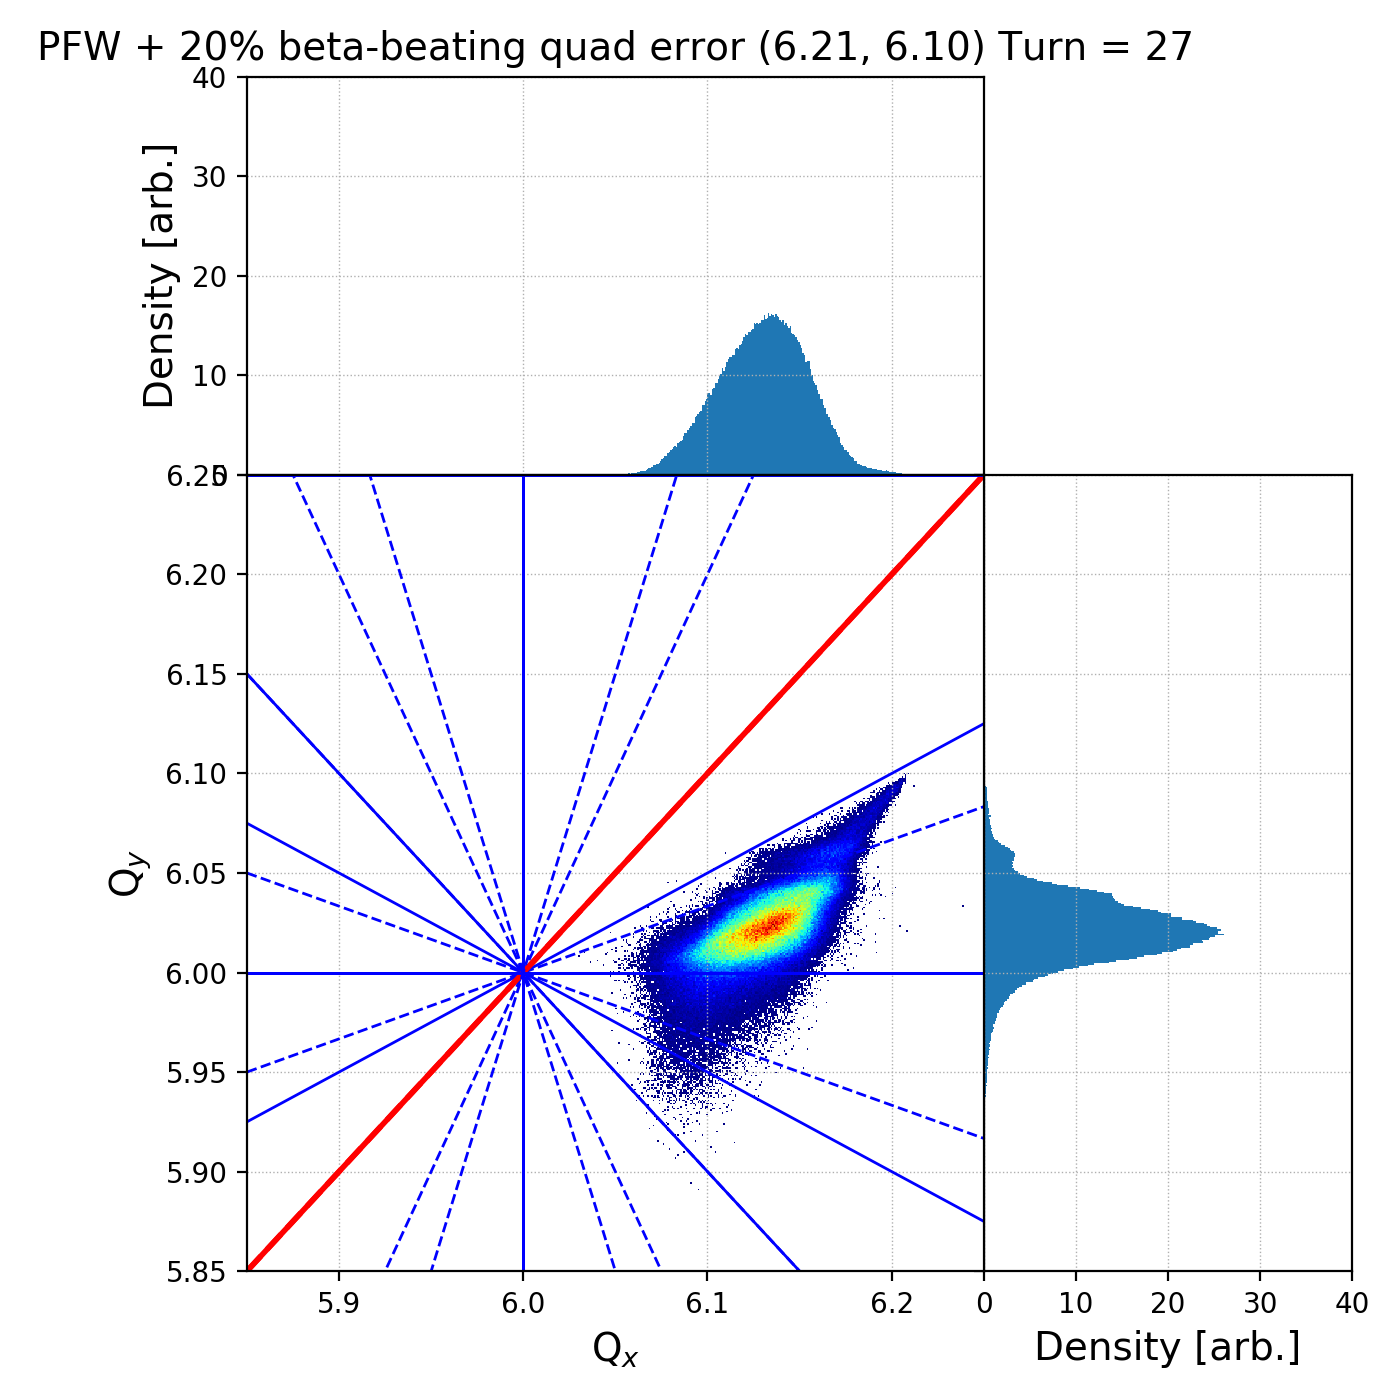 PFW + 20% beta-beating quad error (6.21, 6.10) Turn = 27
40
30
20
10
0
Density [arb.]
6.25
6.20
6.15
6.10
6.05
6.00
5.95
5.90
5.85
Qy
5.9 6.0 6.1 6.2
Qx
0 10 20 30 40
Density [arb.]